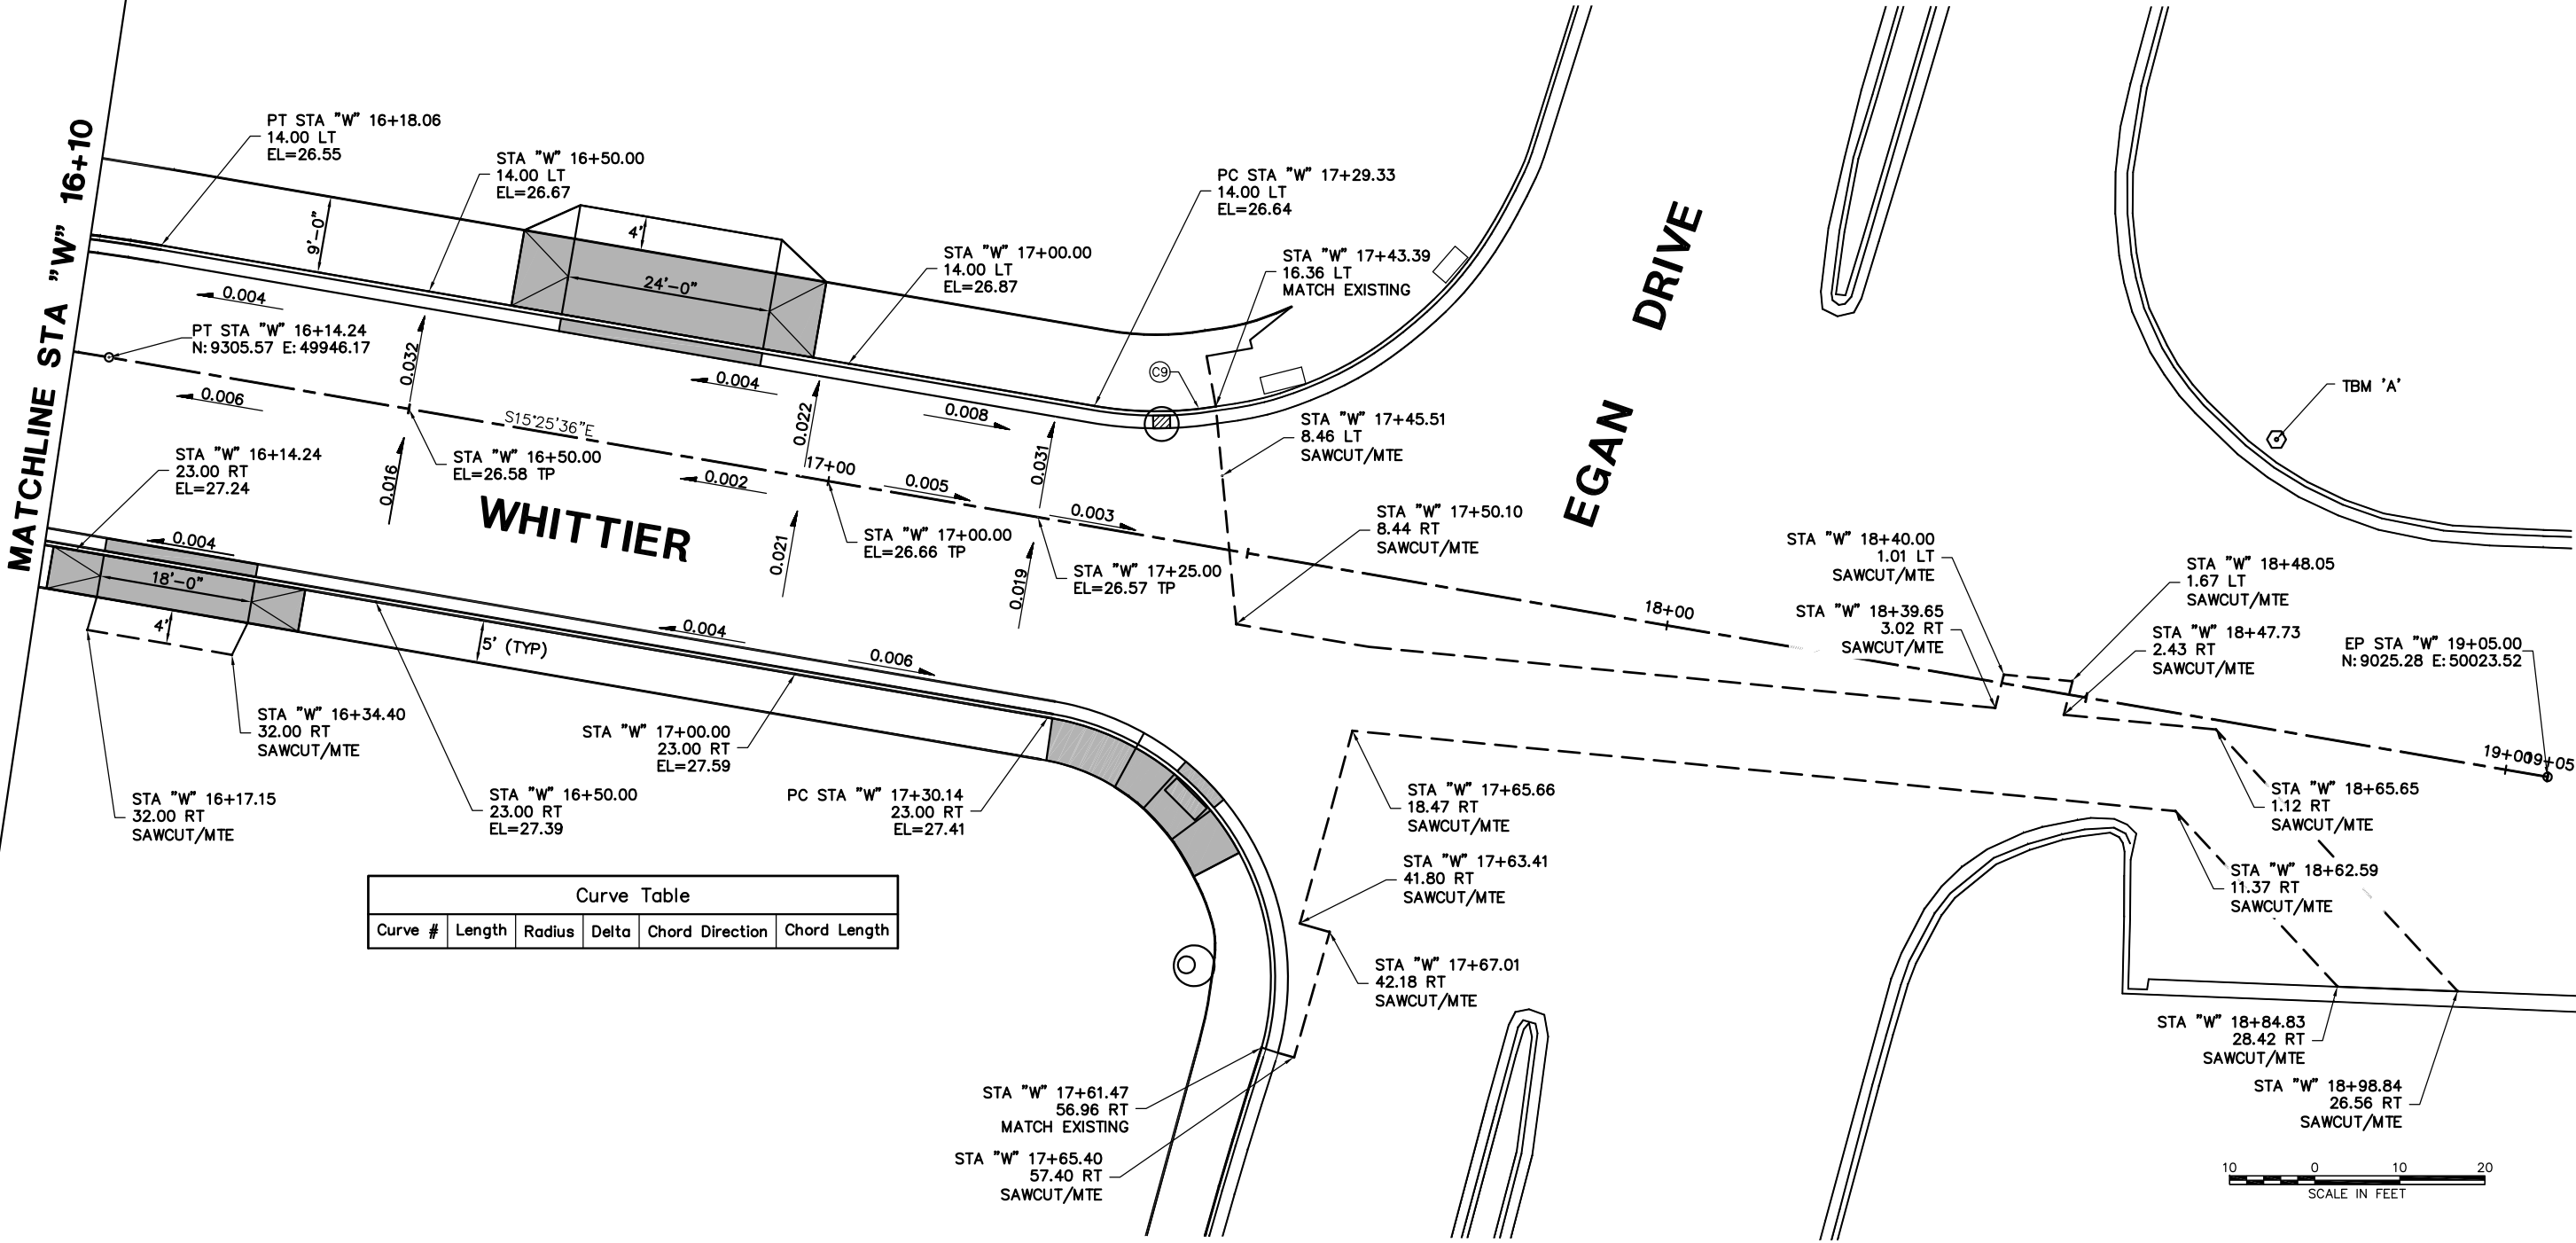 MATCHLINE STA "W" 16+10
PT STA "W" 16+18.06
14.00 LT
EL=26.55
STA "W" 16+50.00
14.00 LT
EL=26.67
PC STA "W" 17+29.33
14.00 LT
EL=26.64
STA "W" 17+00.00
14.00 LT
EL=26.87
STA "W" 17+43.39
16.36 LT
MATCH EXISTING
9'-0"
4'
24'-0"
0.004
PT STA "W" 16+14.24
N:9305.57 E:49946.17
0.032
0.006
S15°25'36"E
0.004
0.022
0.008
C9
0.031
STA "W" 17+45.51
8.46 LT
SAWCUT/MTE
EGAN DRIVE
TBM 'A'
STA "W" 16+14.24
23.00 RT
EL=27.24
0.016
STA "W" 16+50.00
EL=26.58 TP
WHITTIER
17+00
0.002
0.005
0.003
STA "W" 17+00.00
EL=26.66 TP
0.021
0.019
STA "W" 17+25.00
EL=26.57 TP
STA "W" 17+50.10
8.44 RT
SAWCUT/MTE
STA "W" 18+40.00
1.01 LT
SAWCUT/MTE
STA "W" 18+48.05
1.67 LT
SAWCUT/MTE
18+00
STA "W" 18+39.65
3.02 RT
SAWCUT/MTE
STA "W" 18+47.73
2.43 RT
SAWCUT/MTE
EP STA "W" 19+05.00
N:9025.28 E:50023.52
0.004
18'-0"
4'
5' (TYP)
0.004
0.006
STA "W" 16+34.40
32.00 RT
SAWCUT/MTE
STA "W" 17+00.00
23.00 RT
EL=27.59
19+00
19+05
STA "W" 16+17.15
32.00 RT
SAWCUT/MTE
STA "W" 16+50.00
23.00 RT
EL=27.39
PC STA "W" 17+30.14
23.00 RT
EL=27.41
STA "W" 17+65.66
18.47 RT
SAWCUT/MTE
STA "W" 18+65.65
1.12 RT
SAWCUT/MTE
STA "W" 17+63.41
41.80 RT
SAWCUT/MTE
STA "W" 18+62.59
11.37 RT
SAWCUT/MTE
Curve Table
Curve # Length Radius Delta Chord Direction Chord Length
STA "W" 17+67.01
42.18 RT
SAWCUT/MTE
STA "W" 18+84.83
28.42 RT
SAWCUT/MTE
STA "W" 17+61.47
56.96 RT
MATCH EXISTING
STA "W" 18+98.84
26.56 RT
SAWCUT/MTE
STA "W" 17+65.40
57.40 RT
SAWCUT/MTE
10 0 10 20
SCALE IN FEET